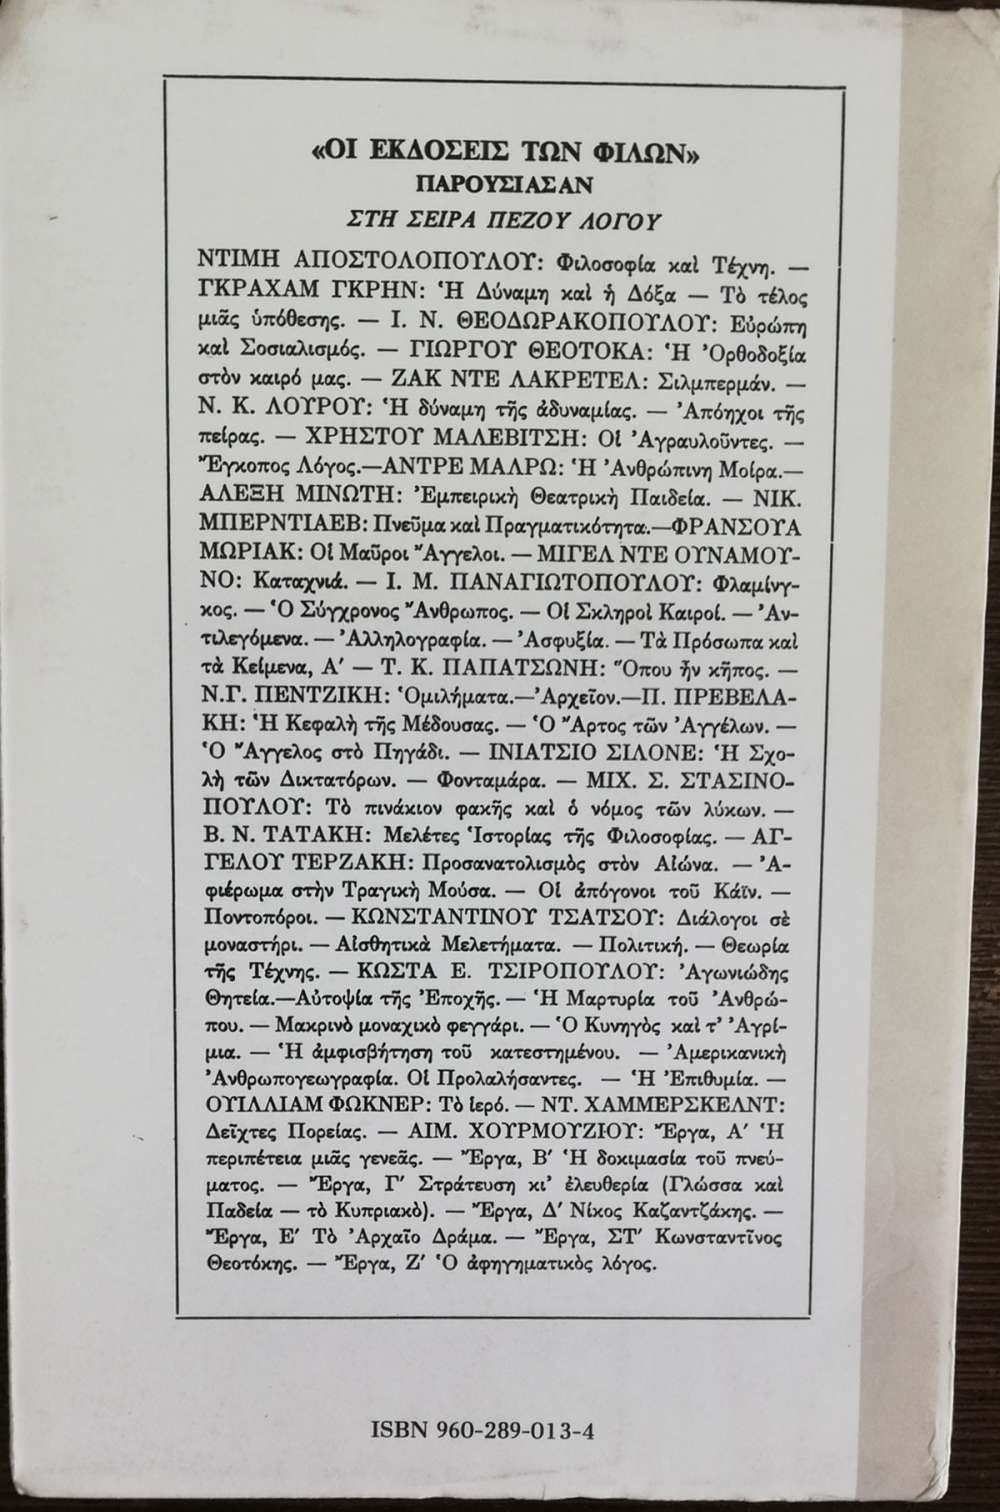 «ΟΙ ΕΚΔΟΣΕΙΣ ΤΩΝ ΦΙΛΩΝ»
ΠΑΡΟΥΣΙΑΣΑΝ
ΣΤΗ ΣΕΙΡΑ ΠΕΖΟΥ ΛΟΓΟΥ
ΝΤΙΜΗ ΑΠΟΣΤΟΛΟΠΟΥΛΟΥ: Φιλοσοφία καὶ Τέχνη. —
ΓΚΡΑΧΑΜ ΓΚΡΗΝ: Ἡ Δύναμη καὶ ἡ Δόξα — Τὸ τέλος
μιᾶς ὑπόθεσης. — Ι. Ν. ΘΕΟΔΩΡΑΚΟΠΟΥΛΟΥ: Εὐρώπη
καὶ Σοσιαλισμός. — ΓΙΩΡΓΟΥ ΘΕΟΤΟΚΑ: Ἡ Ὀρθοδοξία
στὸν καιρό μας. — ΖΑΚ ΝΤΕ ΛΑΚΡΕΤΕΛ: Σιλμπερμάν. —
Ν. Κ. ΛΟΥΡΟΥ: Ἡ δύναμη τῆς ἀδυναμίας. — Ἀπόηχοι τῆς
πείρας. — ΧΡΗΣΤΟΥ ΜΑΛΕΒΙΤΣΗ: Οἱ Ἀγραυλοῦντες. —
Ἔγκοπος Λόγος.—ΑΝΤΡΕ ΜΑΛΡΩ: Ἡ Ἀνθρώπινη Μοίρα.—
ΑΛΕΞΗ ΜΙΝΩΤΗ: Ἐμπειρικὴ Θεατρικὴ Παιδεία. — ΝΙΚ.
ΜΠΕΡΝΤΙΑΕΒ: Πνεῦμα καὶ Πραγματικότητα.—ΦΡΑΝΣΟΥΑ
ΜΩΡΙΑΚ: Οἱ Μαῦροι Ἄγγελοι. — ΜΙΓΕΛ ΝΤΕ ΟΥΝΑΜΟΥ-
ΝΟ: Καταχνιά. — Ι. Μ. ΠΑΝΑΓΙΩΤΟΠΟΥΛΟΥ: Φλαμίνγ-
κος. — Ὁ Σύγχρονος Ἄνθρωπος. — Οἱ Σκληροὶ Καιροί. — Ἀν-
τιλεγόμενα. — Ἀλληλογραφία. — Ἀσφυξία. — Τὰ Πρόσωπα καὶ
τὰ Κείμενα, Α′ — Τ. Κ. ΠΑΠΑΤΣΩΝΗ: Ὅπου ἦν κῆπος. —
Ν.Γ. ΠΕΝΤΖΙΚΗ: Ὁμιλήματα.—Ἀρχεῖον.—Π. ΠΡΕΒΕΛΑ-
ΚΗ: Ἡ Κεφαλὴ τῆς Μέδουσας. — Ὁ Ἄρτος τῶν Ἀγγέλων. —
Ὁ Ἄγγελος στὸ Πηγάδι. — ΙΝΙΑΤΣΙΟ ΣΙΛΟΝΕ: Ἡ Σχο-
λὴ τῶν Δικτατόρων. — Φονταμάρα. — ΜΙΧ. Σ. ΣΤΑΣΙΝΟ-
ΠΟΥΛΟΥ: Τὸ πινάκιον φακῆς καὶ ὁ νόμος τῶν λύκων. —
Β. Ν. ΤΑΤΑΚΗ: Μελέτες Ἱστορίας τῆς Φιλοσοφίας. — ΑΓ-
ΓΕΛΟΥ ΤΕΡΖΑΚΗ: Προσανατολισμὸς στὸν Αἰώνα. — Ἀ-
φιέρωμα στὴν Τραγικὴ Μούσα. — Οἱ ἀπόγονοι τοῦ Κάϊν. —
Ποντοπόροι. — ΚΩΝΣΤΑΝΤΙΝΟΥ ΤΣΑΤΣΟΥ: Διάλογοι σὲ
μοναστήρι. — Αἰσθητικὰ Μελετήματα. — Πολιτική. — Θεωρία
τῆς Τέχνης. — ΚΩΣΤΑ Ε. ΤΣΙΡΟΠΟΥΛΟΥ: Ἀγωνιώδης
Θητεία.—Αὐτοψία τῆς Ἐποχῆς. — Ἡ Μαρτυρία τοῦ Ἀνθρώ-
που. — Μακρινὸ μοναχικὸ φεγγάρι. — Ὁ Κυνηγὸς καὶ τ' Ἀγρί-
μια. — Ἡ ἀμφισβήτηση τοῦ κατεστημένου. — Ἀμερικανικὴ
Ἀνθρωπογεωγραφία. Οἱ Προλαλήσαντες. — Ἡ Ἐπιθυμία. —
ΟΥΙΛΛΙΑΜ ΦΩΚΝΕΡ: Τὸ ἱερό. — ΝΤ. ΧΑΜΜΕΡΣΚΕΛΝΤ:
Δεῖχτες Πορείας. — ΑΙΜ. ΧΟΥΡΜΟΥΖΙΟΥ: Ἔργα, Α′ Ἡ
περιπέτεια μιᾶς γενεᾶς. — Ἔργα, Β′ Ἡ δοκιμασία τοῦ πνεύ-
ματος. — Ἔργα, Γ′ Στράτευση κι' ἐλευθερία (Γλώσσα καὶ
Παδεία — τὸ Κυπριακὸ). — Ἔργα, Δ′ Νίκος Καζαντζάκης. —
Ἔργα, Ε′ Τὸ Ἀρχαῖο Δράμα. — Ἔργα, ΣΤ′ Κωνσταντῖνος
Θεοτόκης. — Ἔργα, Ζ′ Ὁ ἀφηγηματικὸς λόγος.
ISBN 960-289-013-4